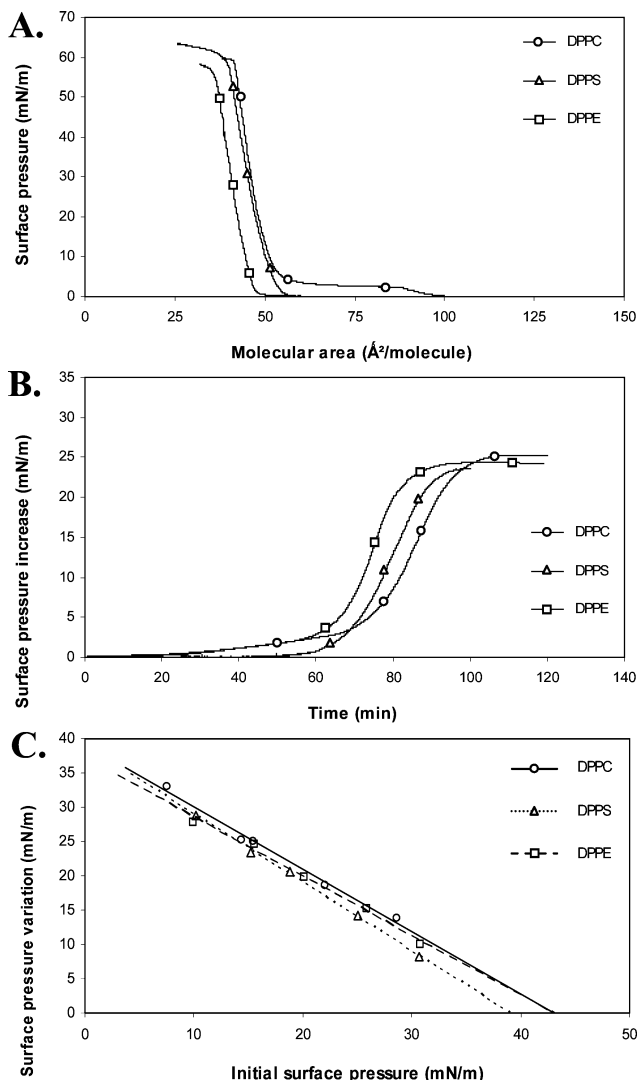 A.
70
60
50
40
30
20
10
0
Surface pressure (mN/m)
DPPC
DPPS
DPPE
0 25 50 75 100 125 150
Molecular area (Ǻ²/molecule)
B.
35
30
25
20
15
10
5
0
Surface pressure increase (mN/m)
DPPC
DPPS
DPPE
0 20 40 60 80 100 120 140
Time (min)
C.
40
35
30
25
20
15
10
5
0
Surface pressure variation (mN/m)
DPPC
DPPS
DPPE
0 10 20 30 40 50
Initial surface pressure (mN/m)